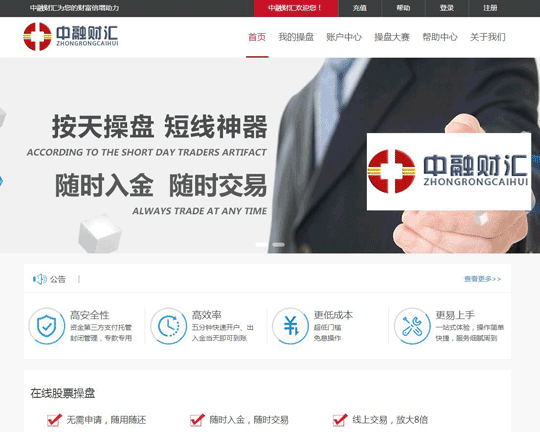 中融财汇为您的财富倍增助力
中融财汇欢迎您！ 充值 帮助 登录 注册
中融财汇
ZHONGRONGCAIHUI
首页 我的操盘 账户中心 操盘大赛 帮助中心 关于我们
按天操盘 短线神器
ACCORDING TO THE SHORT DAY TRADERS ARTIFACT
随时入金 随时交易
ALWAYS TRADE AT ANY TIME
中融财汇
ZHONGRONGCAIHUI
公告
查看更多>>
高安全性
资金第三方支付托管
封闭管理，专款专用
高效率
五分钟快速开户、出
入金当天即可到账
更低成本
超低门槛
免息操作
更易上手
一站式体验，操作简单
快捷，服务细腻周到
在线股票操盘
无需申请，随用随还
随时入金，随时交易
线上交易，放大8倍